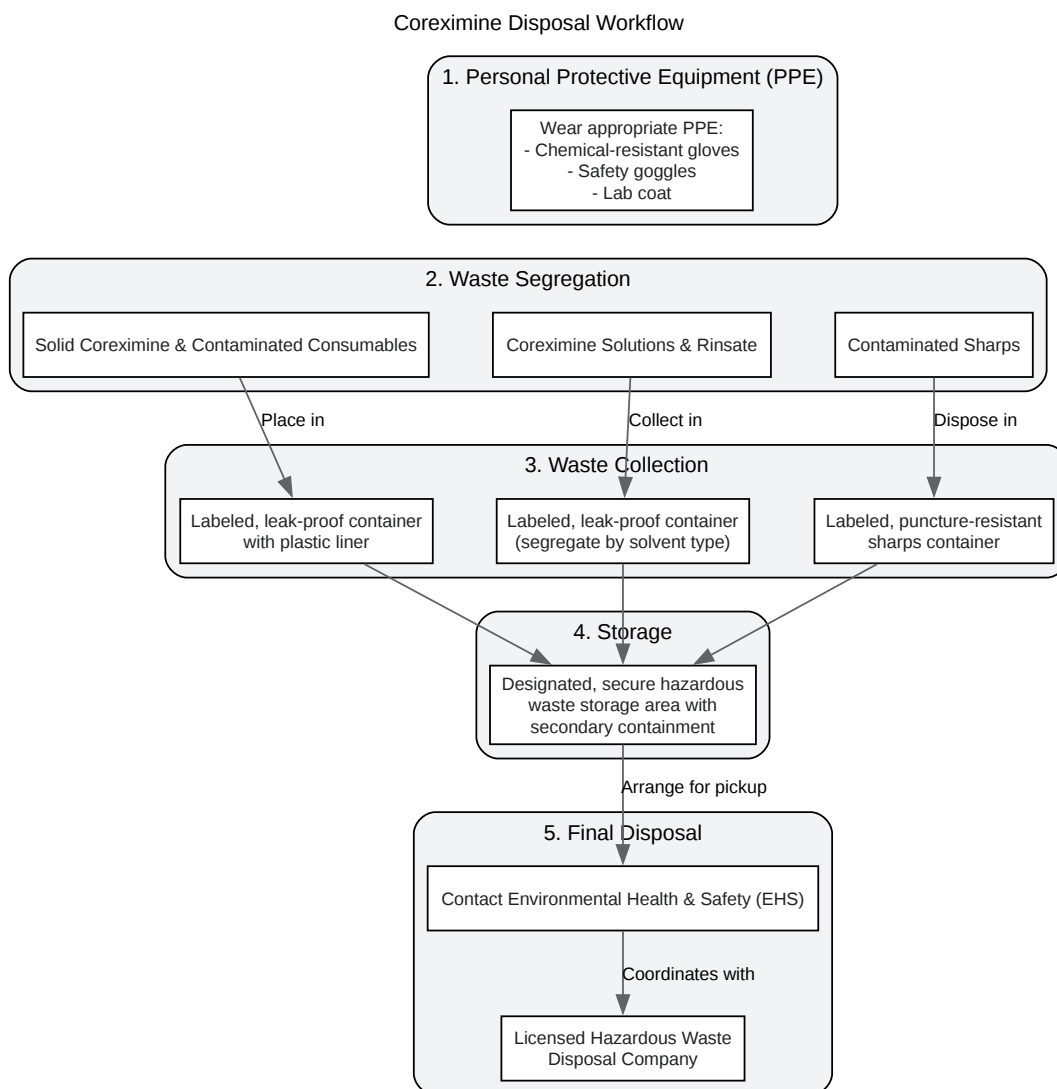 Coreximine Disposal Workflow
1. Personal Protective Equipment (PPE)
Wear appropriate PPE:
- Chemical-resistant gloves
- Safety goggles
- Lab coat
2. Waste Segregation
Solid Coreximine & Contaminated Consumables
Coreximine Solutions & Rinsate
Contaminated Sharps
Place in
Collect in
Dispose in
3. Waste Collection
Labeled, leak-proof container
with plastic liner
Labeled, leak-proof container
(segregate by solvent type)
Labeled, puncture-resistant
sharps container
4. Storage
Designated, secure hazardous
waste storage area with
secondary containment
Arrange for pickup
5. Final Disposal
Contact Environmental Health & Safety (EHS)
Coordinates with
Licensed Hazardous Waste
Disposal Company